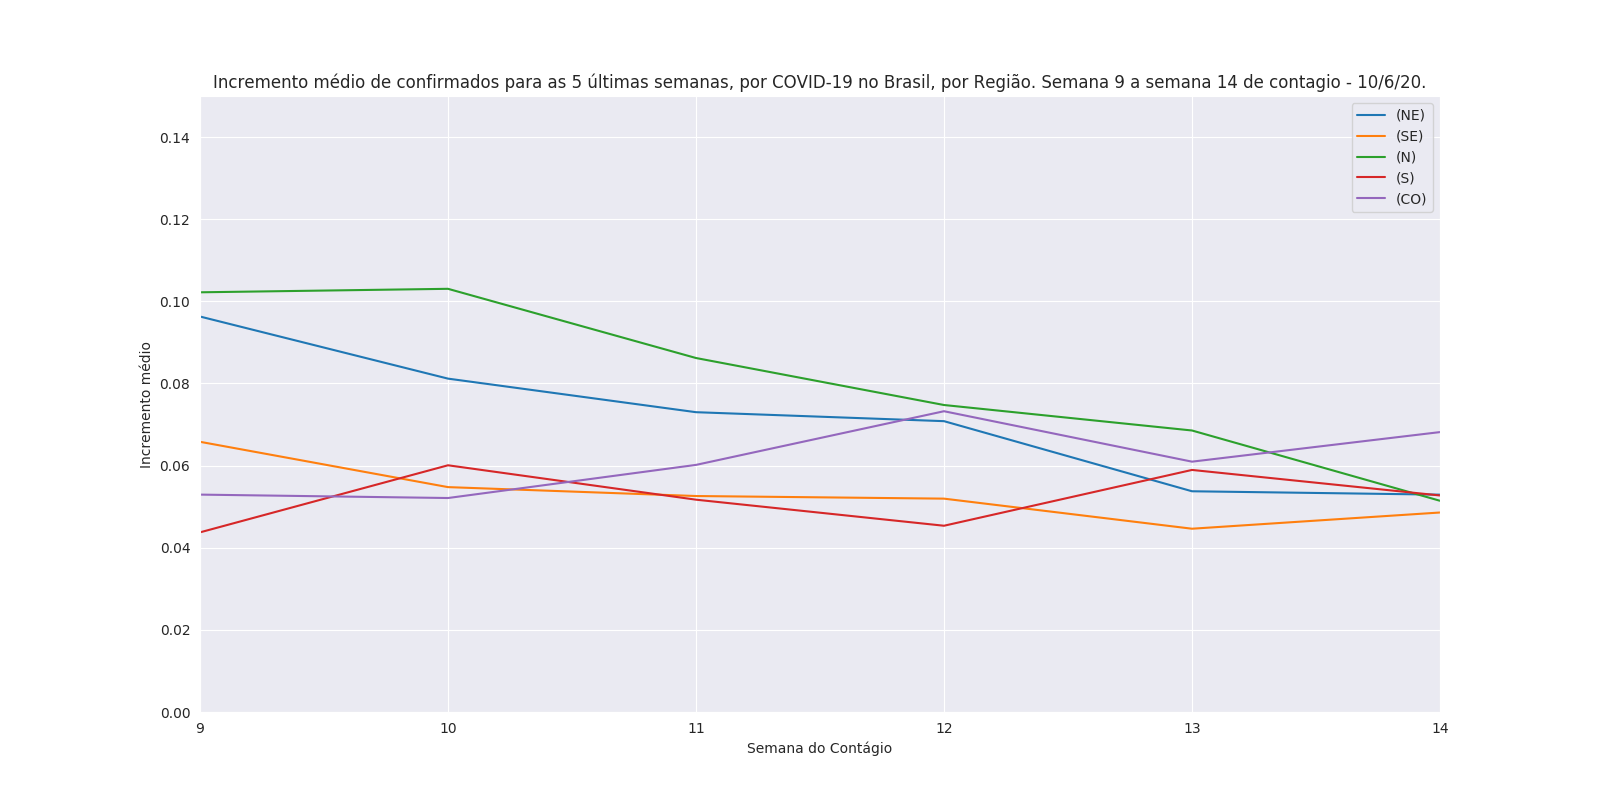 Incremento médio de confirmados para as 5 últimas semanas, por COVID-19 no Brasil, por Região. Semana 9 a semana 14 de contagio - 10/6/20.
(NE)
(SE)
(N)
(S)
(CO)
0.14
0.12
0.10
0.08
0.06
0.04
0.02
0.00
Incremento médio
9 10 11 12 13 14
Semana do Contágio